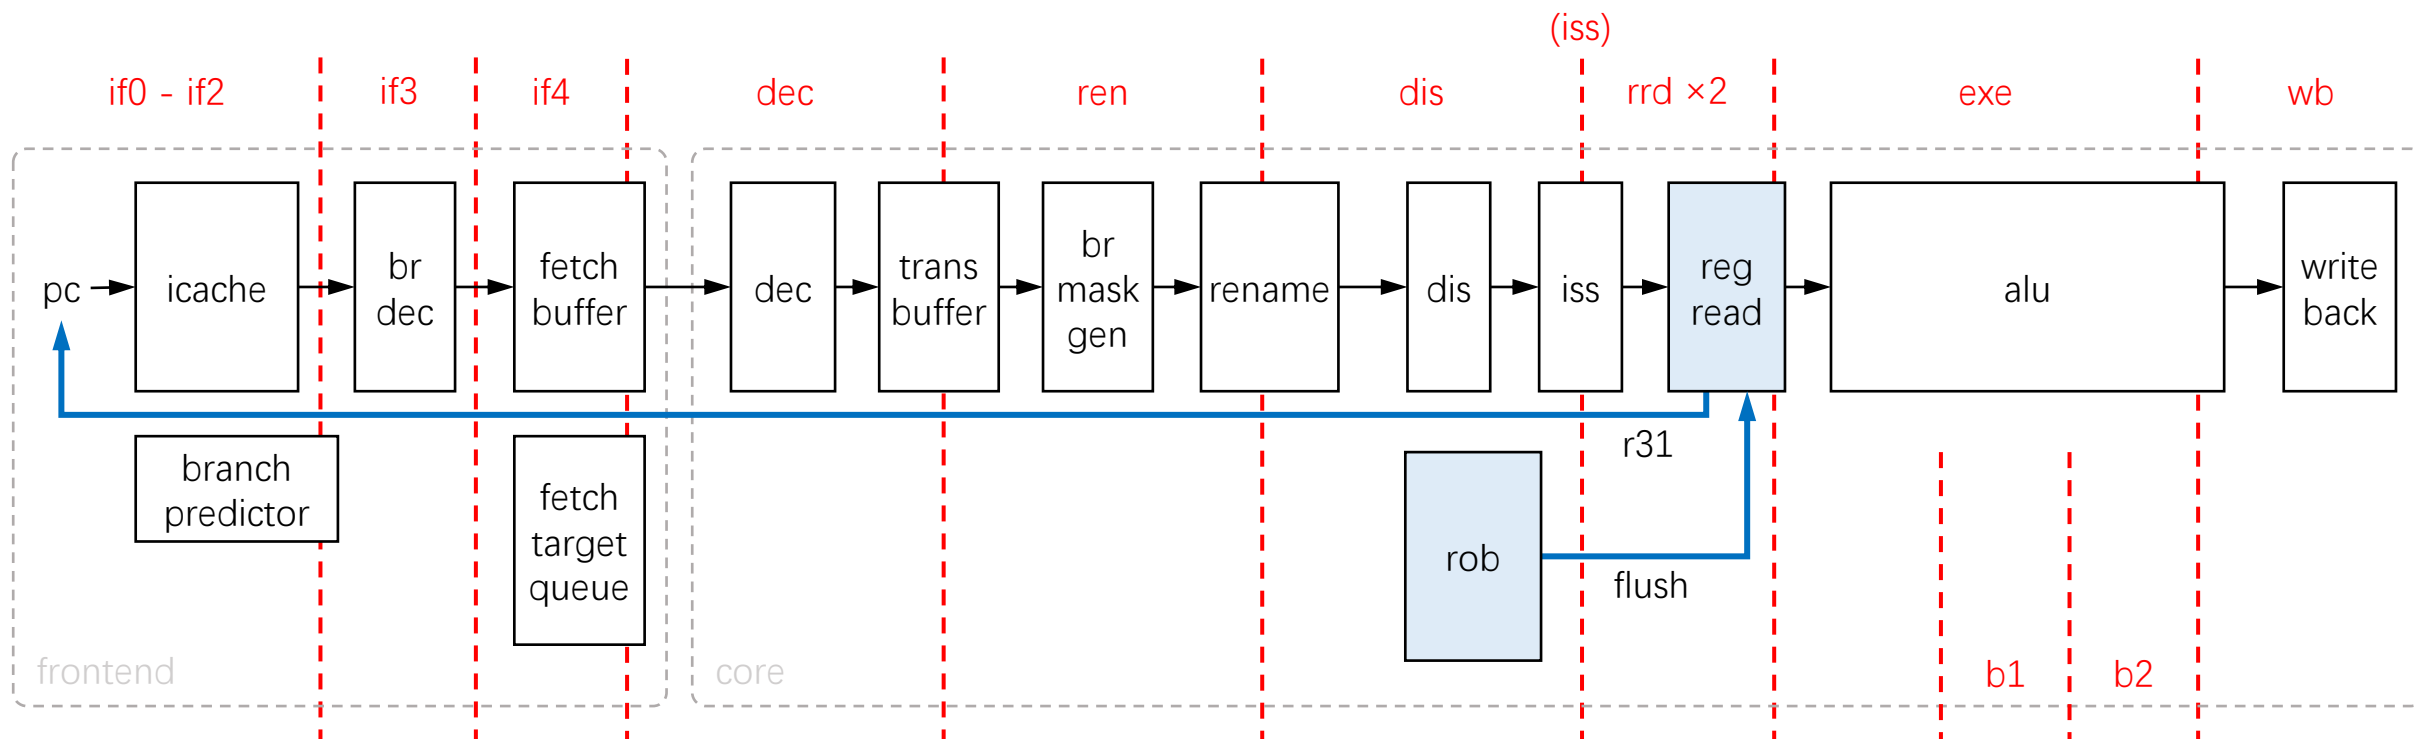 (iss)
if0 - if2
if3
if4
dec
ren
dis
rrd ×2
exe
wb
pc
icache
br
dec
fetch
buffer
dec
trans
buffer
br
mask
gen
rename
dis
iss
reg
read
alu
write
back
r31
branch
predictor
fetch
target
queue
rob
flush
frontend
core
b1
b2